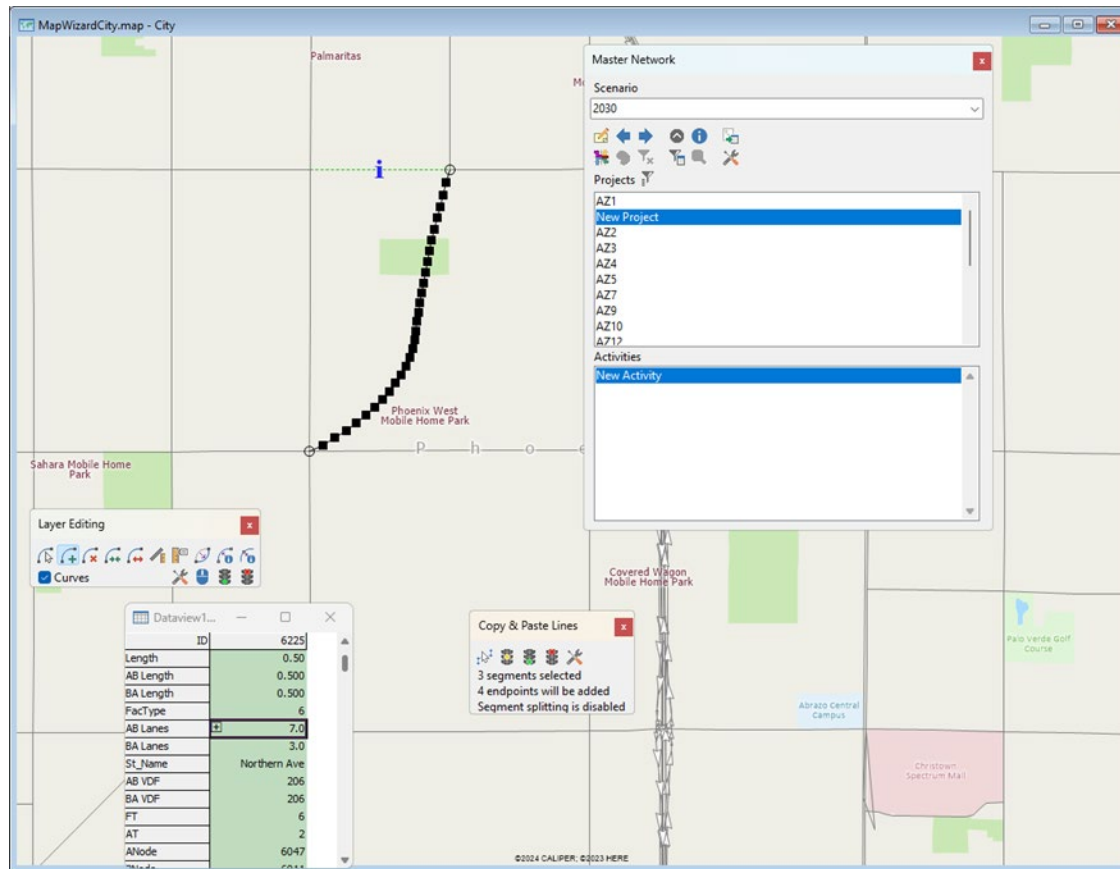 MapWizardCity.map - City
Palmaritas
Master Network
Scenario
2030
Projects
AZ1
New Project
AZ2
AZ3
AZ4
AZ5
AZ7
AZ9
AZ10
AZ12
Activities
New Activity
Phoenix West
Mobile Home Park
P h o
Sahara Mobile Home
Park
Layer Editing
Curves
Covered Wagon
Mobile Home Park
Dataview1...
ID 6225
Length 0.50
AB Length 0.500
BA Length 0.500
FacType 6
AB Lanes 7.0
BA Lanes 3.0
St_Name Northern Ave
AB VDF 206
BA VDF 206
FT 6
AT 2
ANode 6047
Copy & Paste Lines
3 segments selected
4 endpoints will be added
Segment splitting is disabled
Palo Verde Golf
Course
Abrazo Central
Campus
Christown
Spectrum Mall
©2024 CALIPER; ©2023 HERE